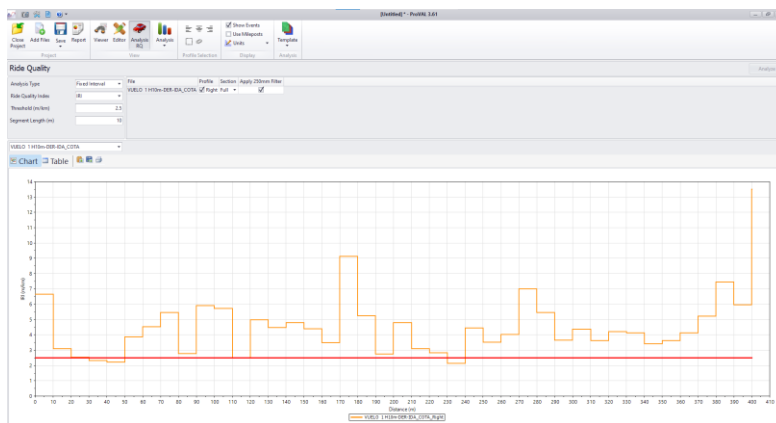 [Untitled]* - ProVAL 3.61
Close Project
Add Files
Save
Report
Viewer
Editor
Analysis RQ
Analysis
Show Events
Use Mileposts
Units
Template
Project
View
Profile Selection
Display
Analysis
Ride Quality
Analyze
Analysis Type Fixed Interval
Ride Quality Index IRI
Threshold (m/km) 2.5
Segment Length (m) 10
File Profile Section Apply 250mm Filter
VUELO 1 H10m-DER-IDA_COTA Right Full
VUELO 1 H10m-DER-IDA_COTA
Chart Table
14
13
12
11
10
9
8
7
6
5
4
3
2
1
0
IRI (m/km)
0 10 20 30 40 50 60 70 80 90 100 110 120 130 140 150 160 170 180 190 200 210 220 230 240 250 260 270 280 290 300 310 320 330 340 350 360 370 380 390 400 410
Distance (m)
VUELO 1 H10m-DER-IDA_COTA_Right